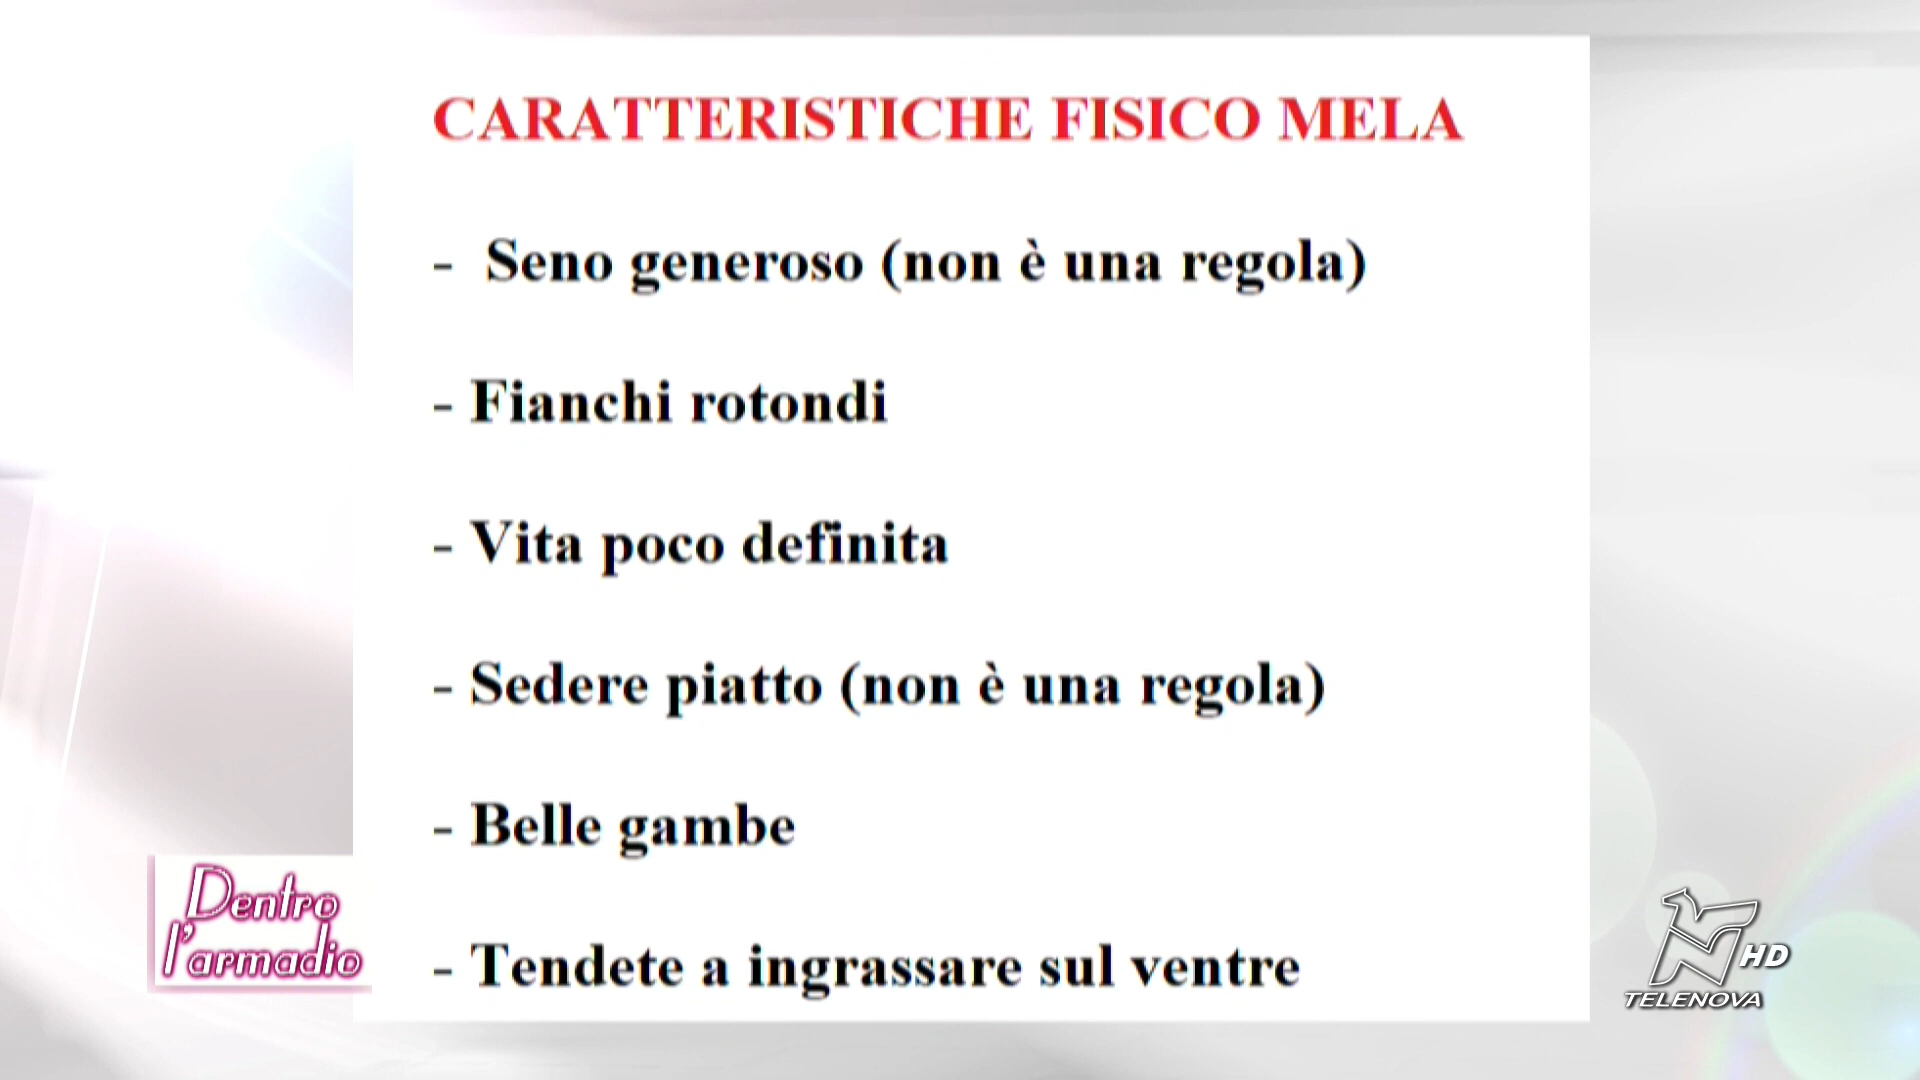 CARATTERISTICHE FISICO MELA
- Seno generoso (non è una regola)
- Fianchi rotondi
- Vita poco definita
- Sedere piatto (non è una regola)
- Belle gambe
- Tendete a ingrassare sul ventre
Dentro
l'armadio
HD
TELENOVA